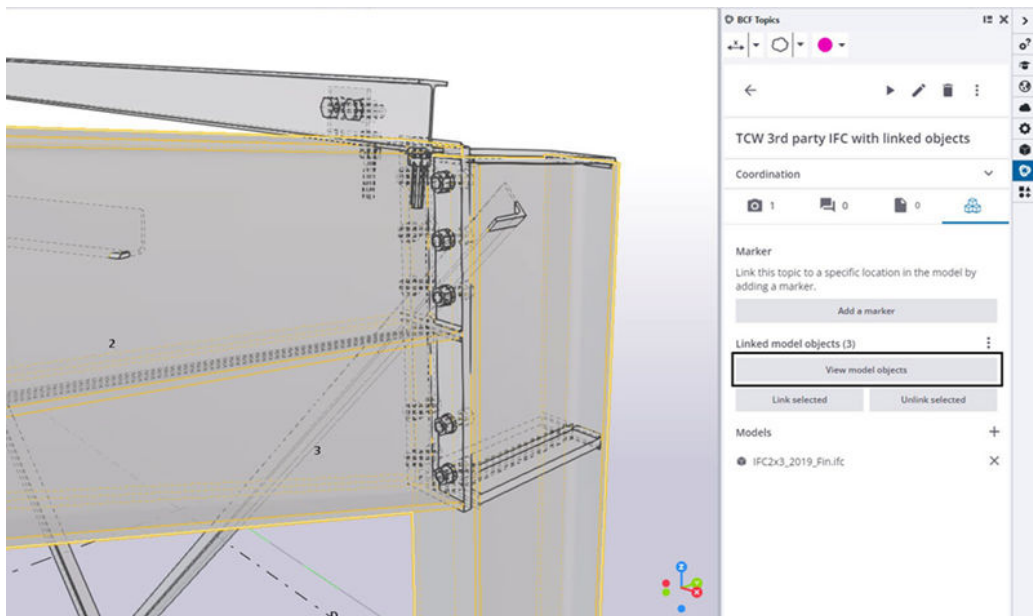 BCF Topics
TCW 3rd party IFC with linked objects
Coordination
1
0
0
Marker
Link this topic to a specific location in the model by
adding a marker.
Add a marker
Linked model objects (3)
View model objects
Link selected
Unlink selected
Models
IFC2x3_2019_Fin.ifc
2
3